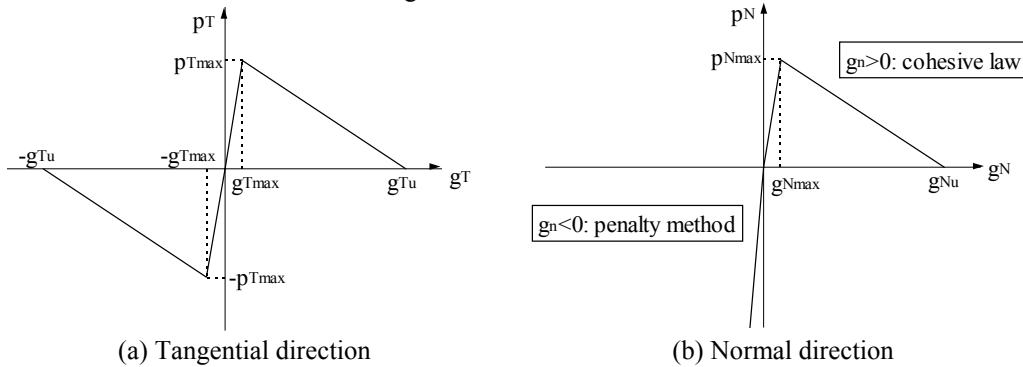 pT
pTmax
-gTu
-gTmax
gTmax
gTu
gT
-pTmax
(a) Tangential direction
pN
pNmax
gn>0: cohesive law
gNmax
gNu
gN
gn<0: penalty method
(b) Normal direction